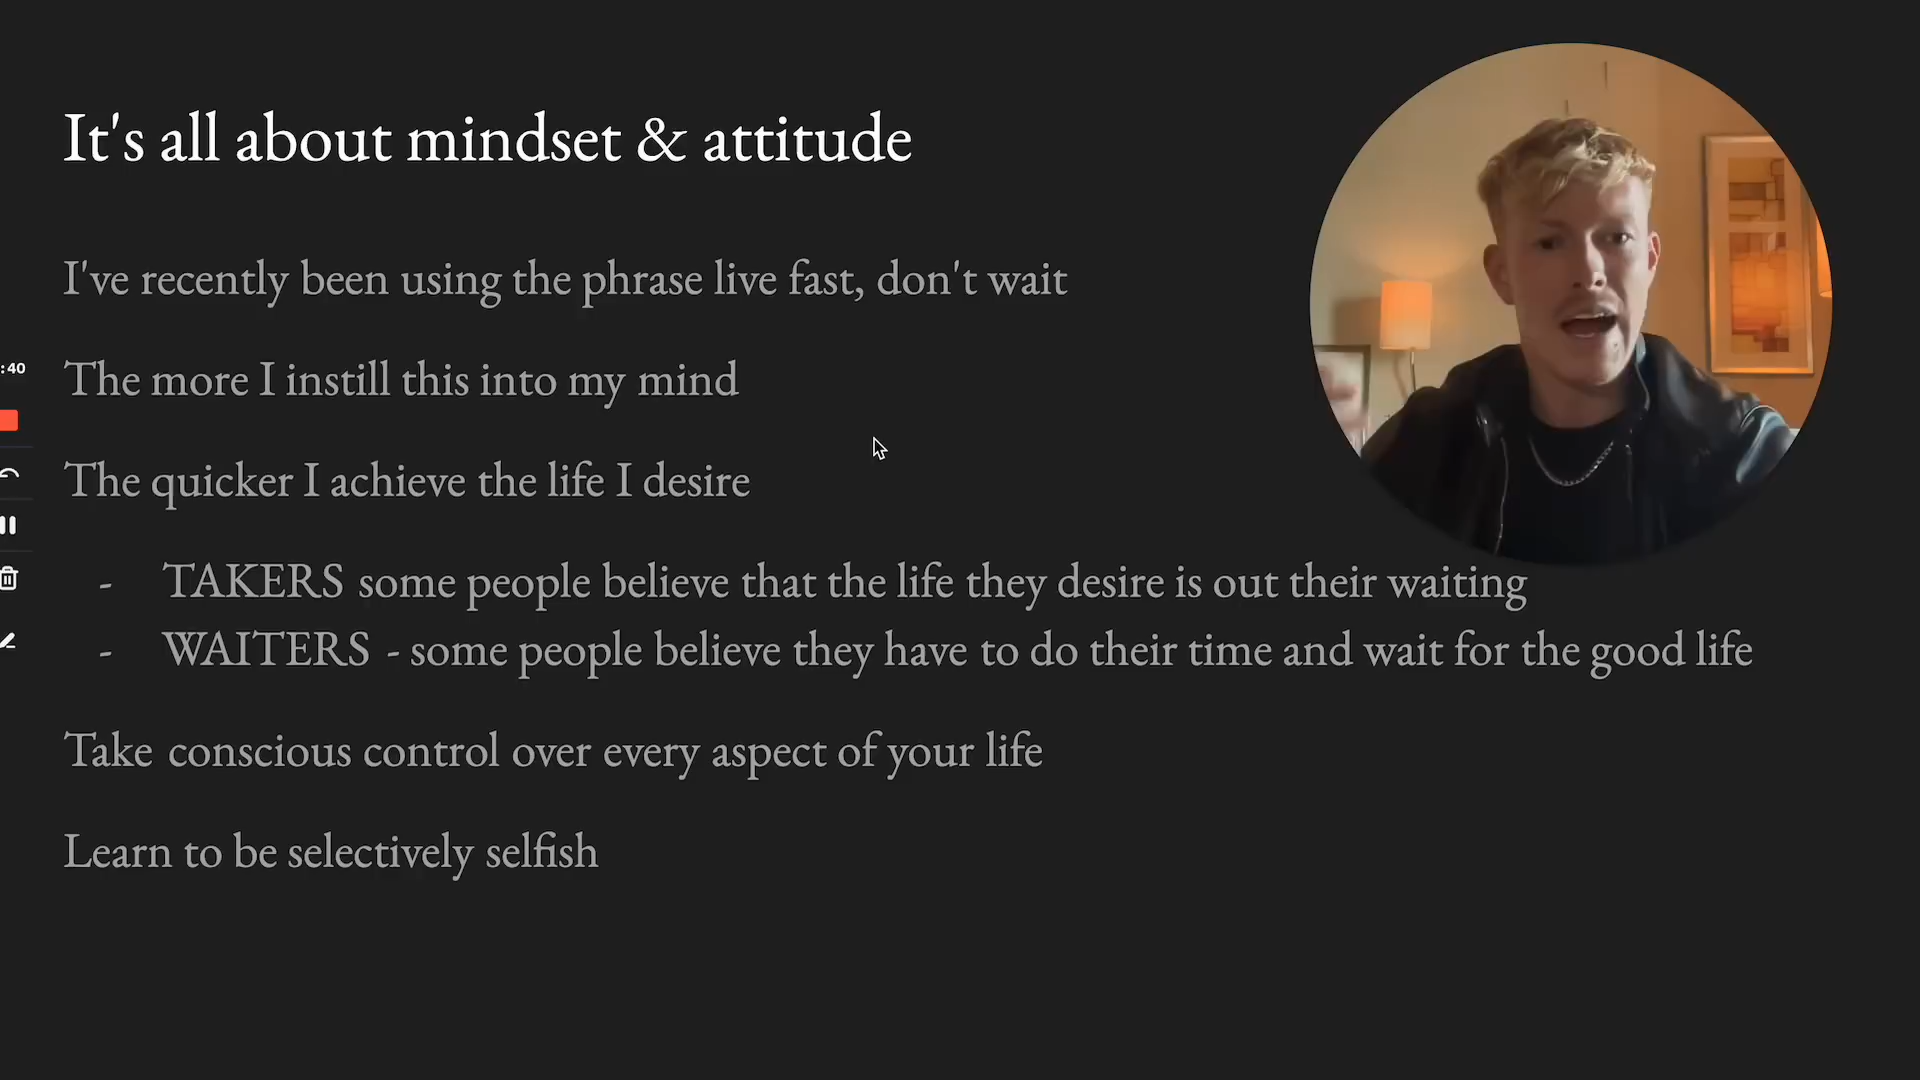 It's all about mindset & attitude
I've recently been using the phrase live fast, don't wait
The more I instill this into my mind
:40
The quicker I achieve the life I desire
- TAKERS some people believe that the life they desire is out their waiting
- WAITERS - some people believe they have to do their time and wait for the good life
Take conscious control over every aspect of your life
Learn to be selectively selfish